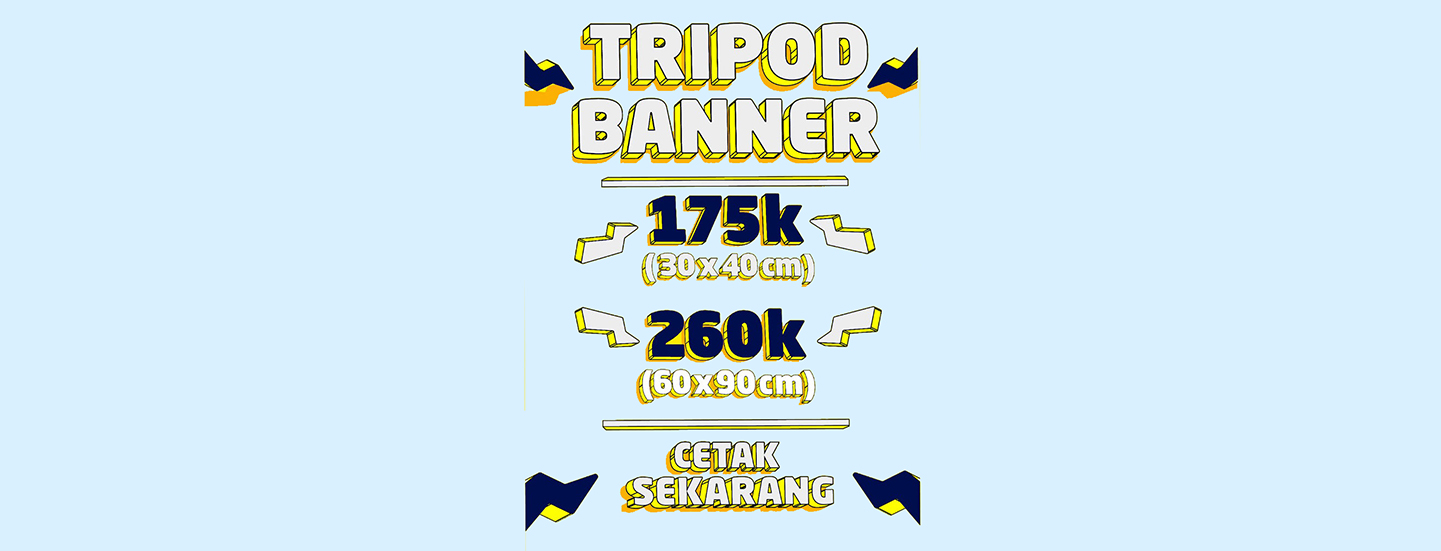 TRIPOD
BANNER
175k
(30x40cm)
260k
(60x90cm)
CETAK
SEKARANG